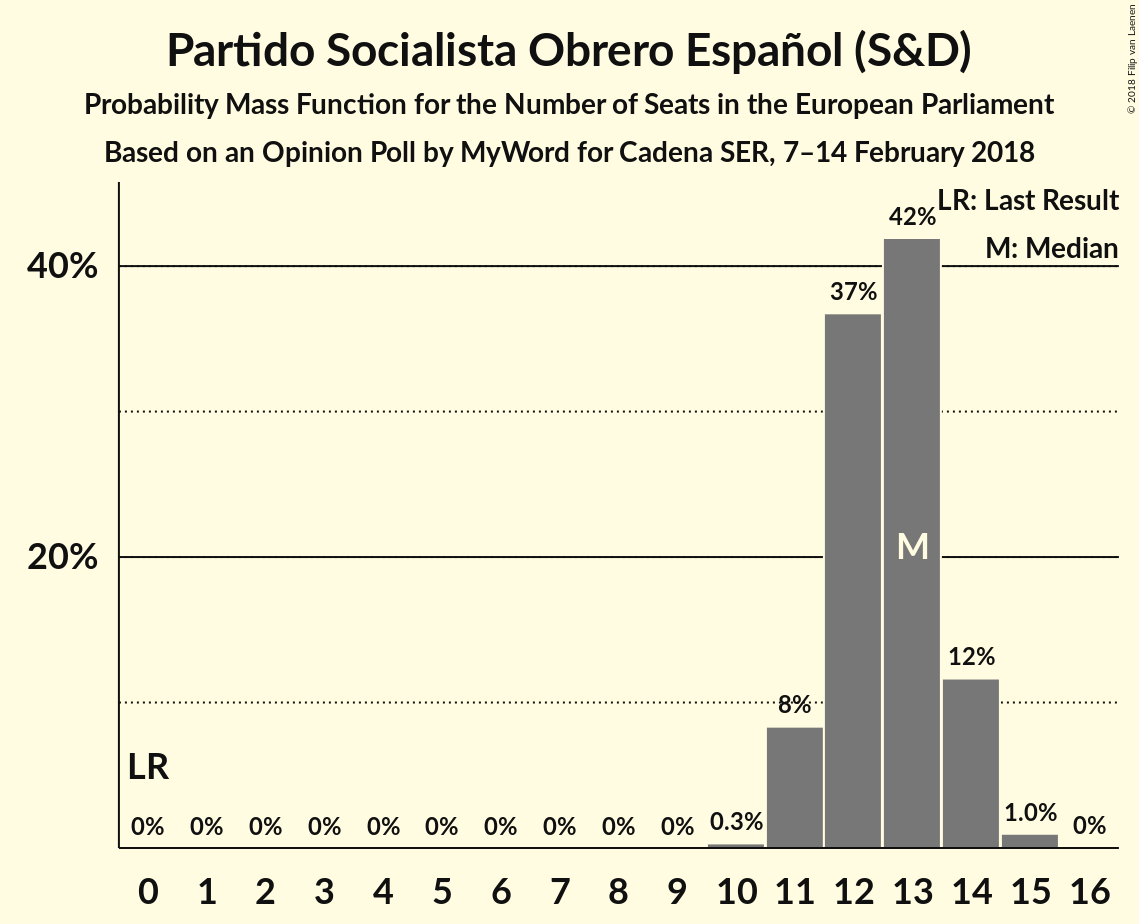 Partido Socialista Obrero Español (S&D)
Probability Mass Function for the Number of Seats in the European Parliament
Based on an Opinion Poll by MyWord for Cadena SER, 7–14 February 2018
© 2018 Filip van Laenen
LR: Last Result
M: Median
40%
20%
42%
37%
M
12%
8%
LR
0% 0% 0% 0% 0% 0% 0% 0% 0% 0% 0.3% 1.0% 0%
0 1 2 3 4 5 6 7 8 9 10 11 12 13 14 15 16